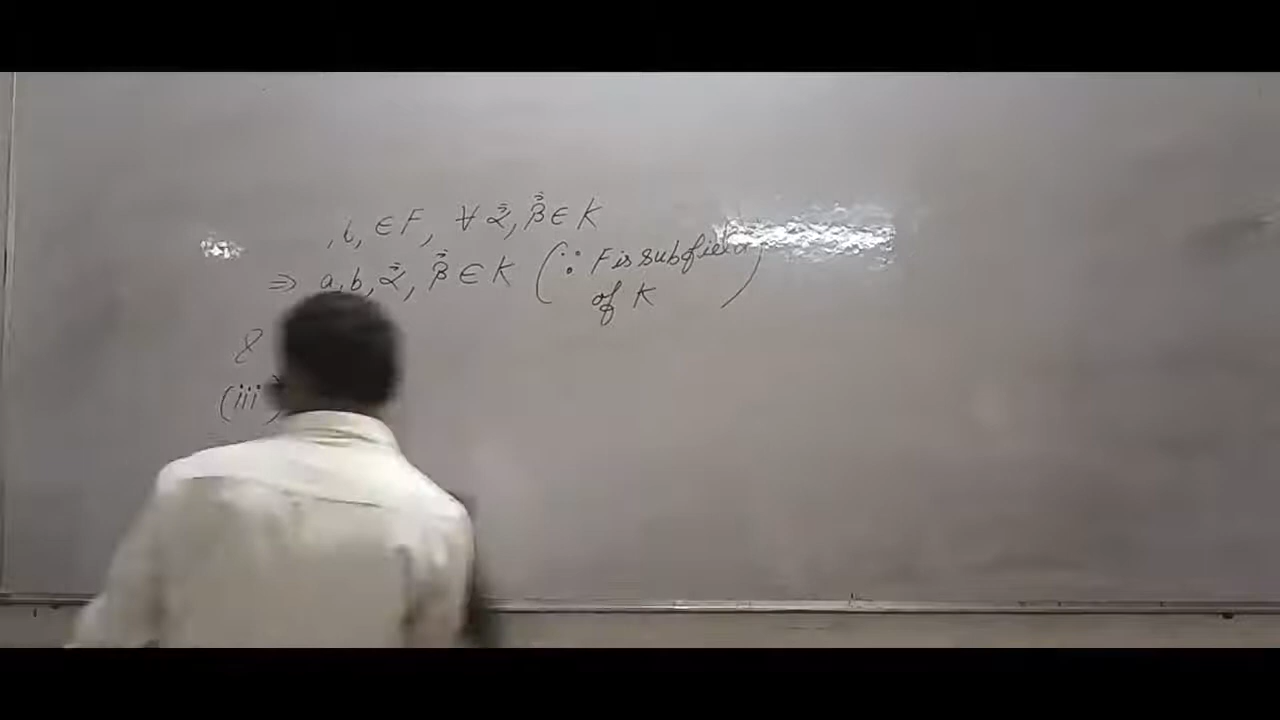 , b, ∈ F, ∀ α⃗, β⃗ ∈ K
⇒ a, b, α⃗, β⃗ ∈ K (∵ F is subfield
of K)
&
(iii)